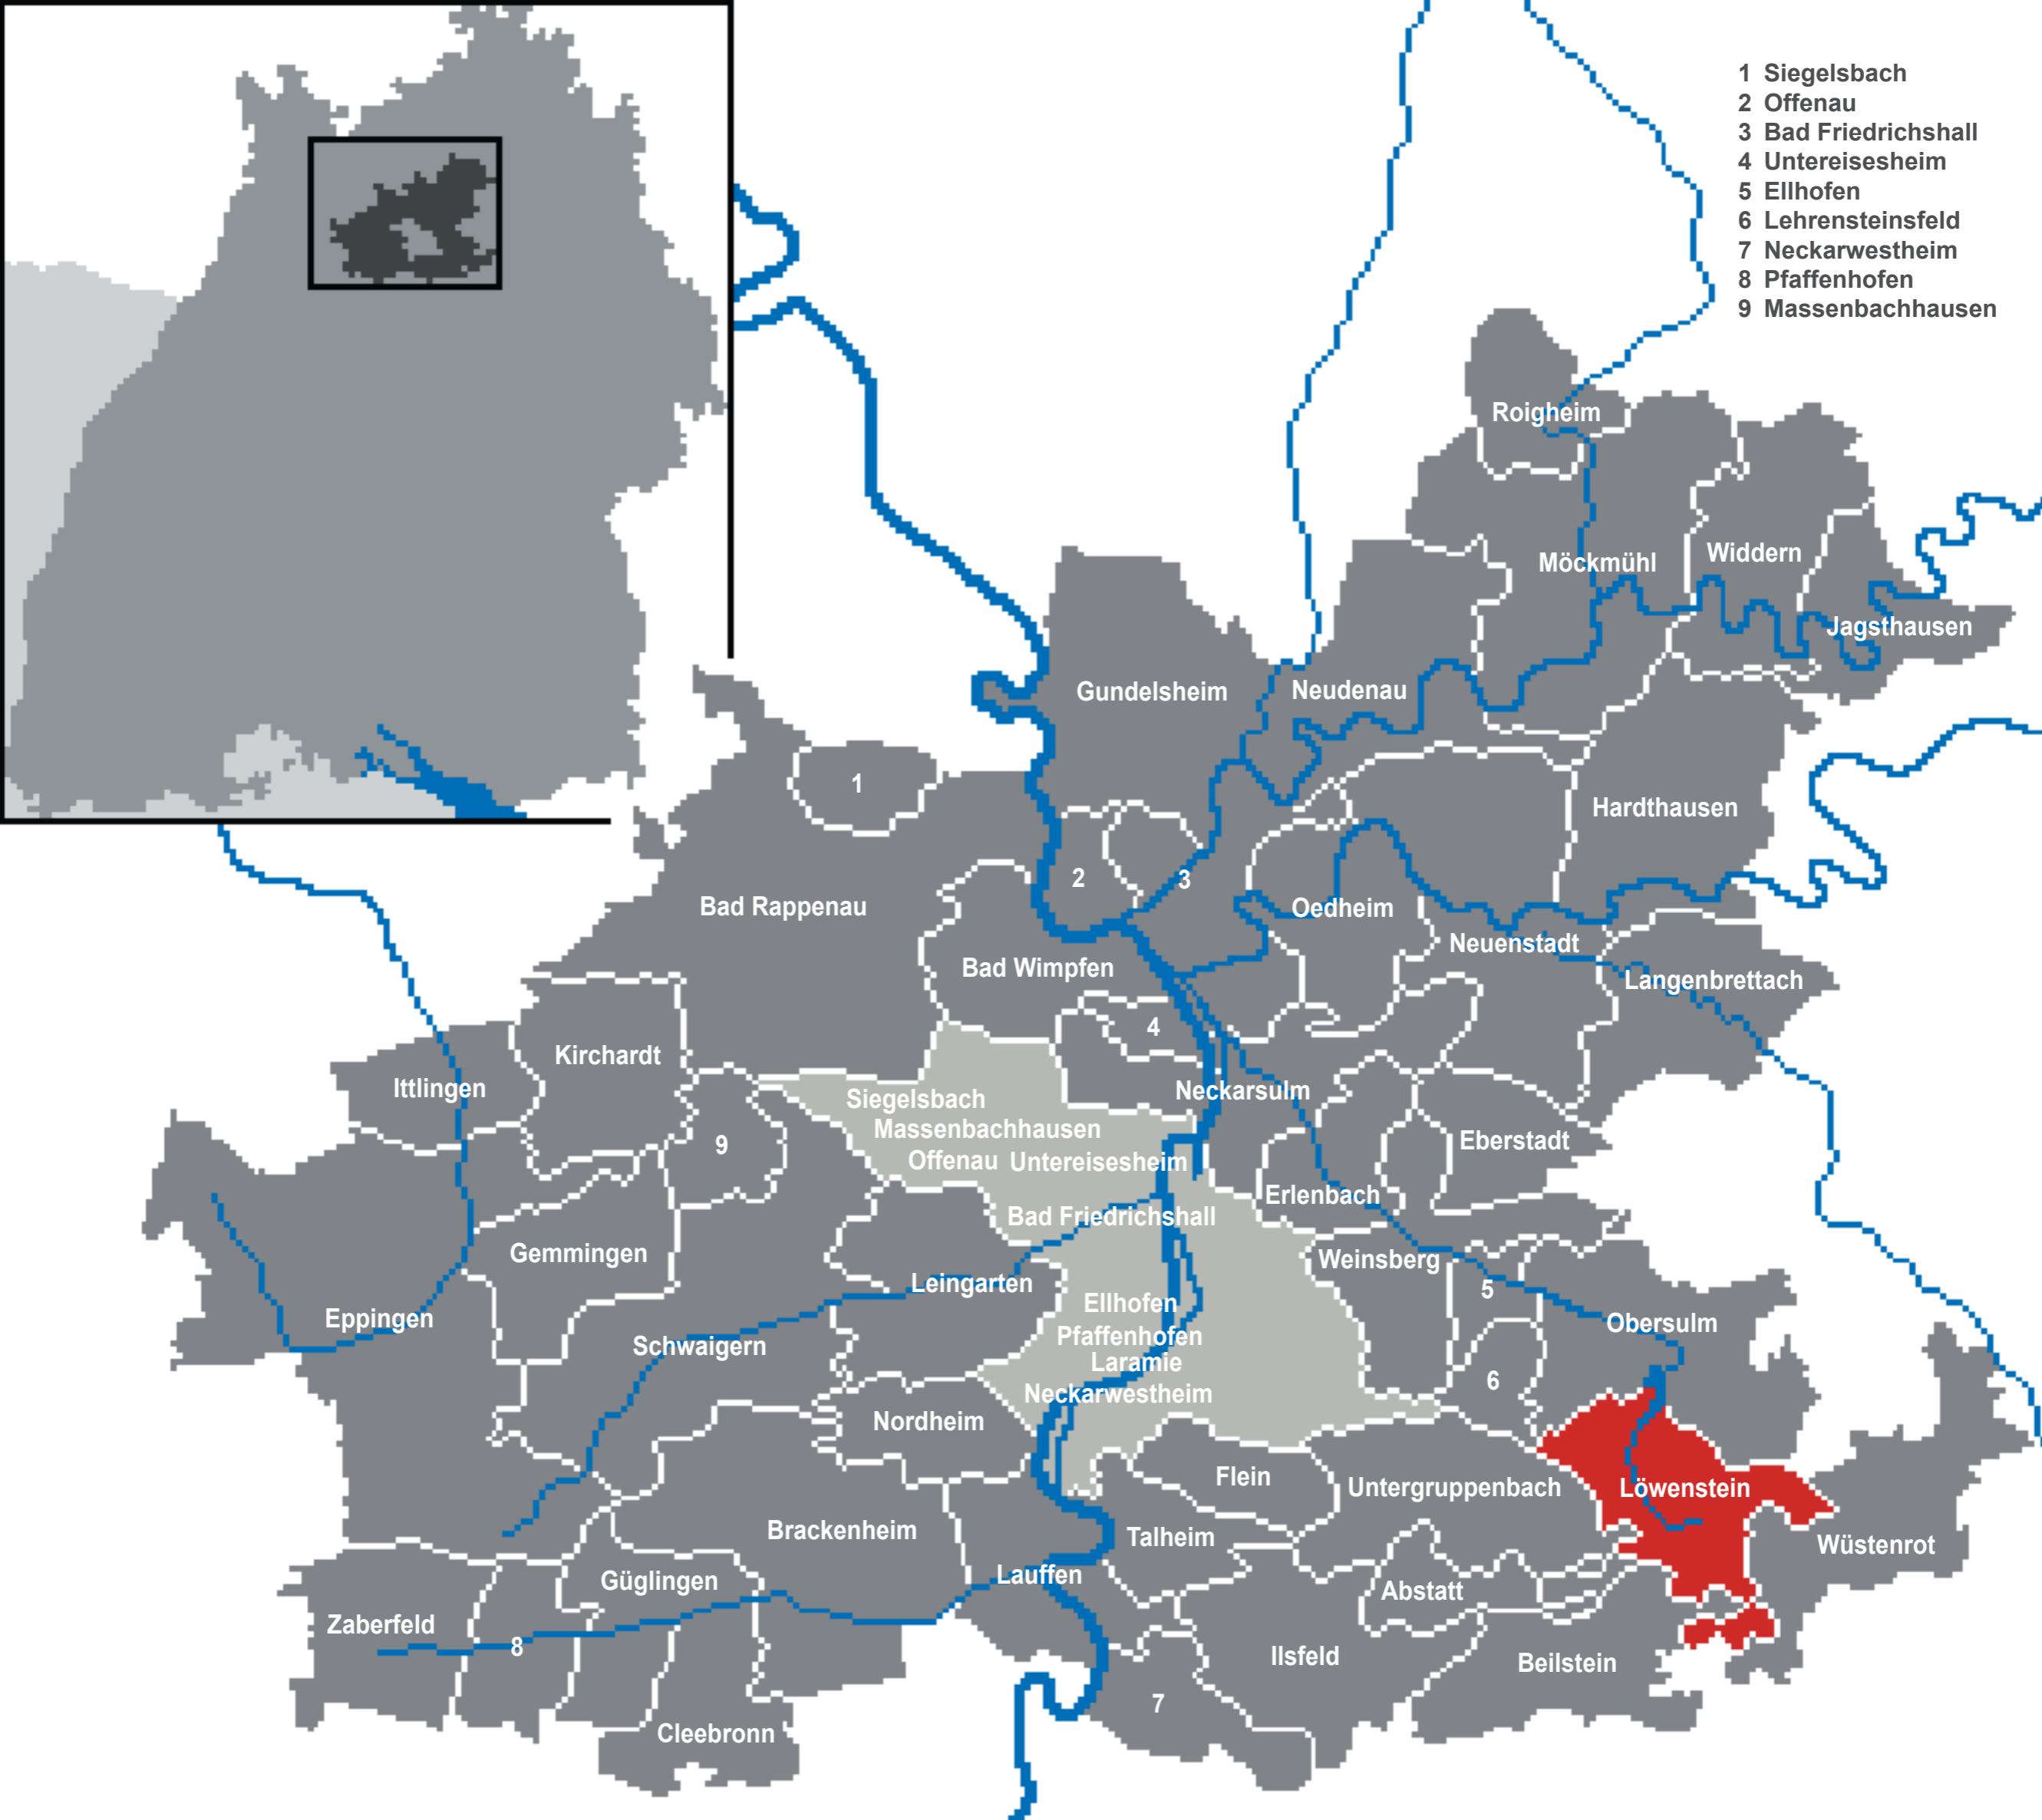 1 Siegelsbach
2 Offenau
3 Bad Friedrichshall
4 Untereisesheim
5 Ellhofen
6 Lehrensteinsfeld
7 Neckarwestheim
8 Pfaffenhofen
9 Massenbachhausen
Roigheim
Möckmühl
Widdern
Jagsthausen
Gundelsheim
Neudenau
1
Hardthausen
2
3
Bad Rappenau
Oedheim
Neuenstadt
Bad Wimpfen
Langenbrettach
4
Kirchardt
Ittlingen
Neckarsulm
Siegelsbach
Massenbachhausen
Eberstadt
9
Offenau Untereisesheim
Erlenbach
Bad Friedrichshall
Gemmingen
Weinsberg
Leingarten
5
Ellhofen
Eppingen
Obersulm
Pfaffenhofen
Schwaigern
Laramie
6
Neckarwestheim
Nordheim
Flein
Untergruppenbach
Löwenstein
Brackenheim
Talheim
Wüstenrot
Lauffen
Güglingen
Abstatt
Zaberfeld
8
Ilsfeld
Beilstein
7
Cleebronn